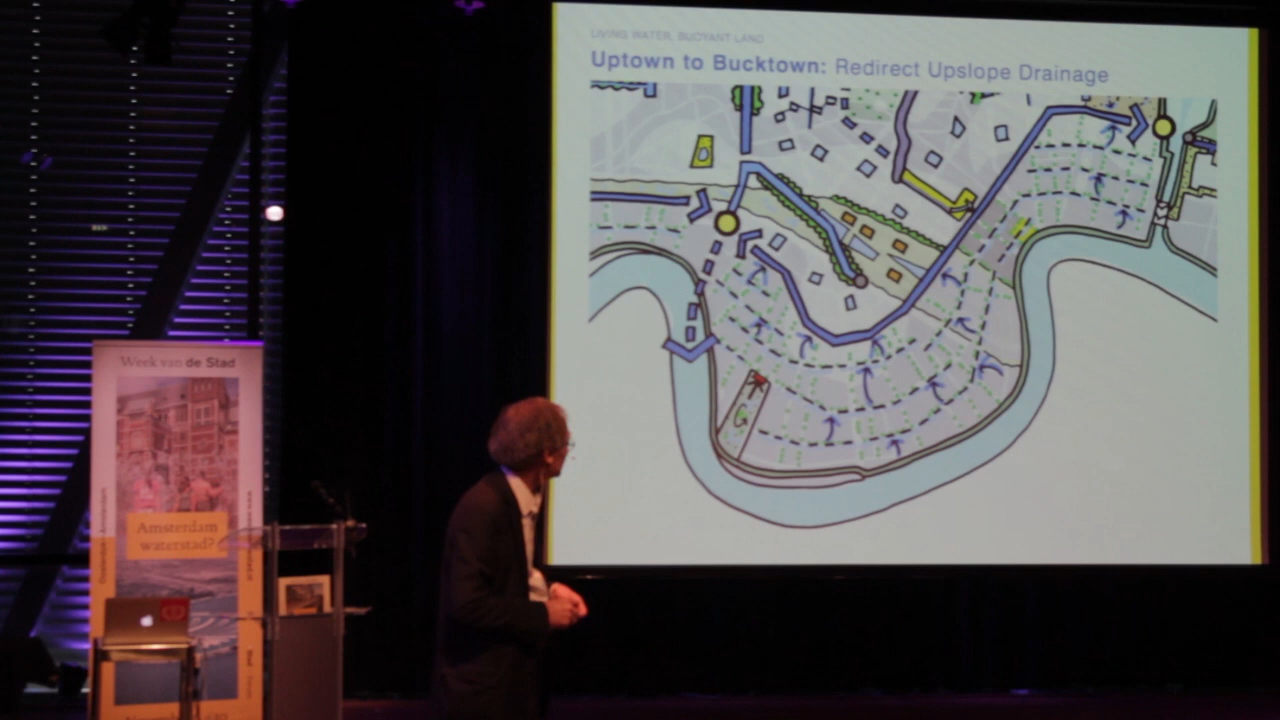 LIVING WATER, BUOYANT LAND
Uptown to Bucktown: Redirect Upslope Drainage
Week van de Stad
Amsterdam
waterstad?